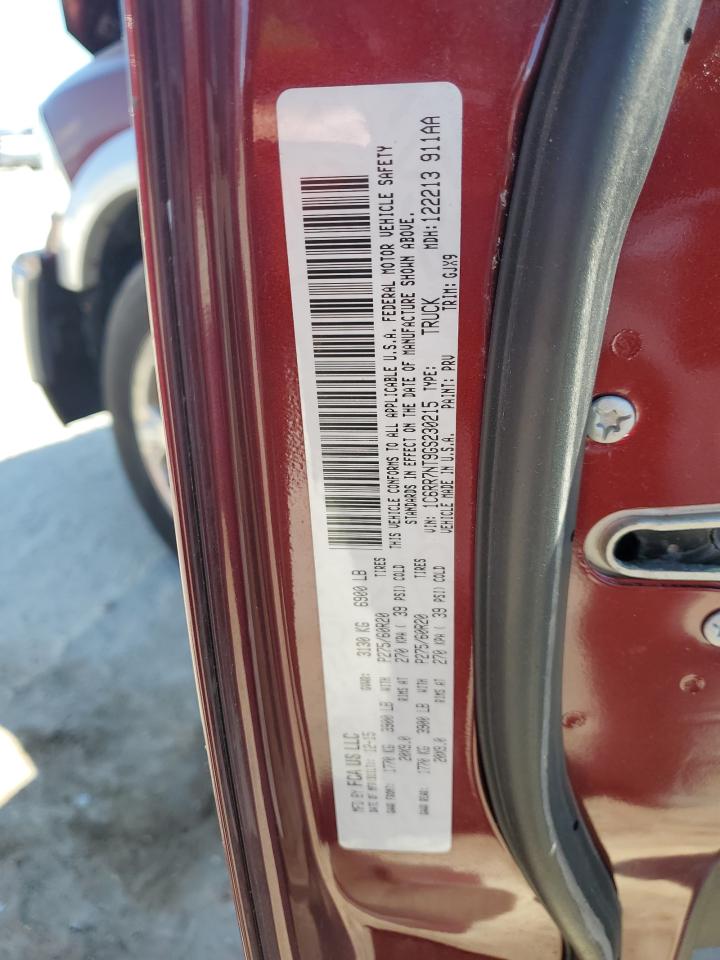 MFD BY FCA US LLC
DATE OF MFR 12-15 GVWR: 3130 KG 6900 LB
GAWR FRONT: 1770 KG 3900 LB WITH P275/60R20 TIRES
20X9.0 RIMS AT 270 KPA ( 39 PSI) COLD
GAWR REAR: 1770 KG 3900 LB WITH P275/60R20 TIRES
20X9.0 RIMS AT 270 KPA ( 39 PSI) COLD
THIS VEHICLE CONFORMS TO ALL APPLICABLE U.S.A. FEDERAL MOTOR VEHICLE SAFETY
STANDARDS IN EFFECT ON THE DATE OF MANUFACTURE SHOWN ABOVE.
VIN: 1C6RR7NT9GS230215 TYPE: TRUCK MDH:122213 911AA
VEHICLE MADE IN U.S.A. PAINT: PRV TRIM: GJX9